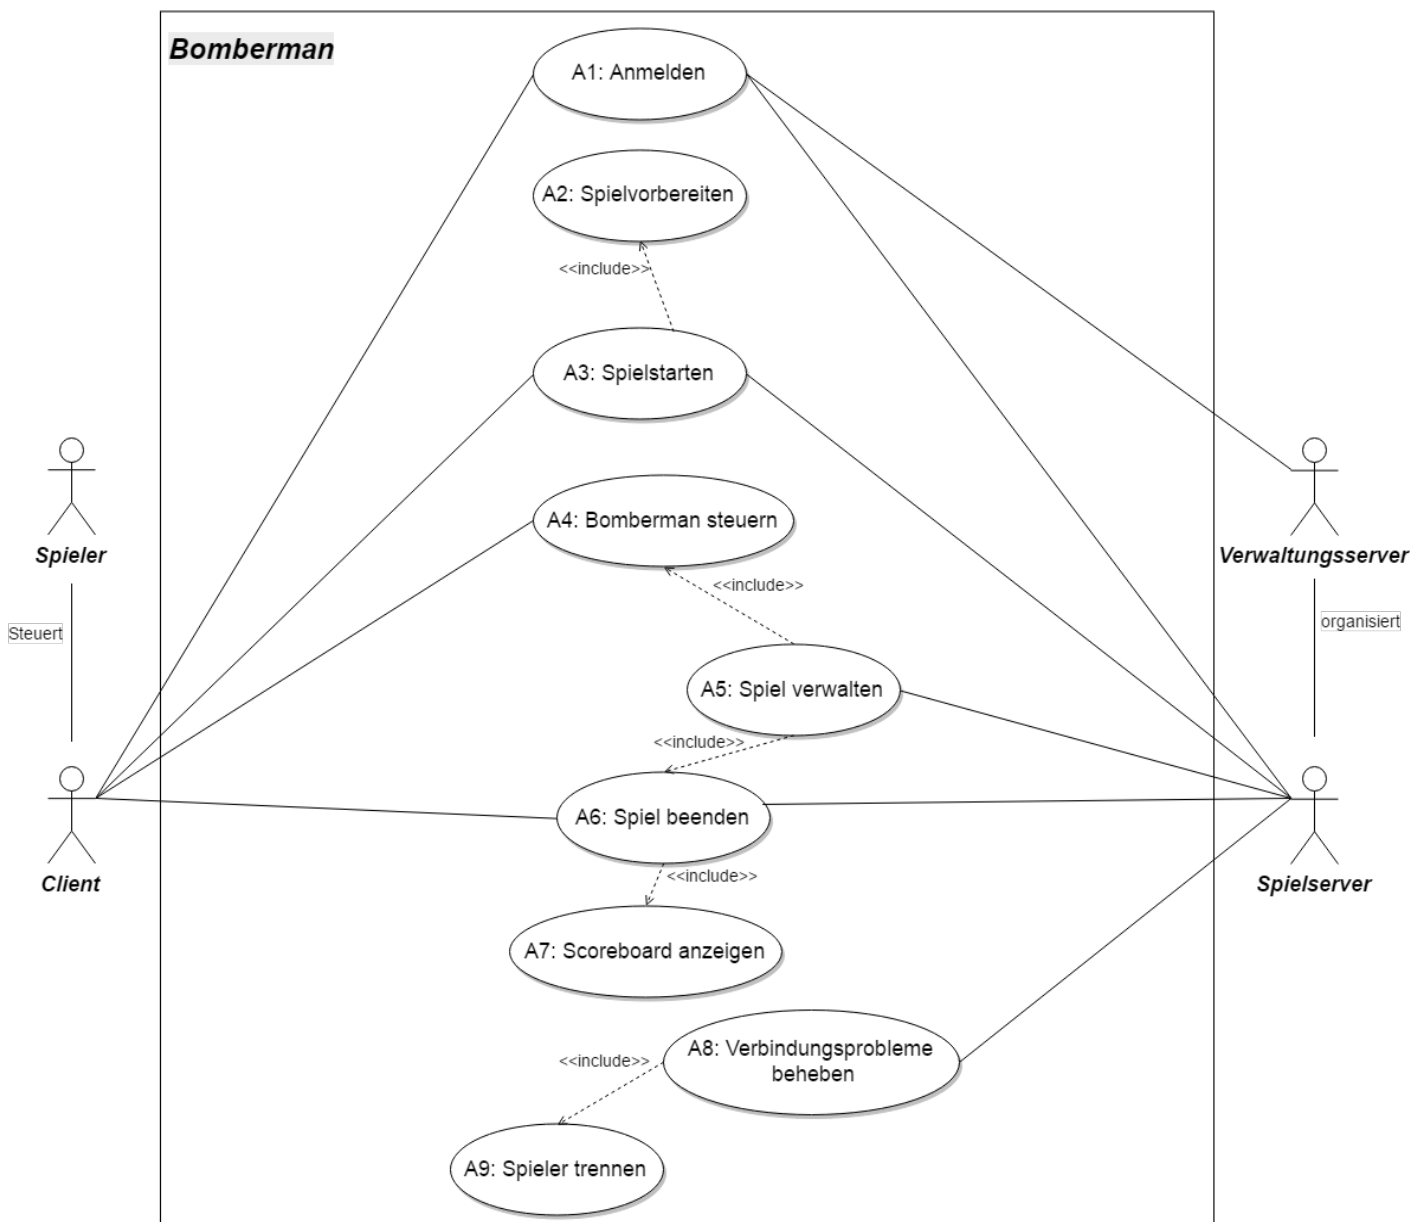 Bomberman
A1: Anmelden
A2: Spielvorbereiten
<<include>>
A3: Spielstarten
A4: Bomberman steuern
Spieler
Verwaltungsserver
<<include>>
Steuert
organisiert
A5: Spiel verwalten
<<include>>
A6: Spiel beenden
<<include>>
Client
Spielserver
A7: Scoreboard anzeigen
A8: Verbindungsprobleme
beheben
<<include>>
A9: Spieler trennen